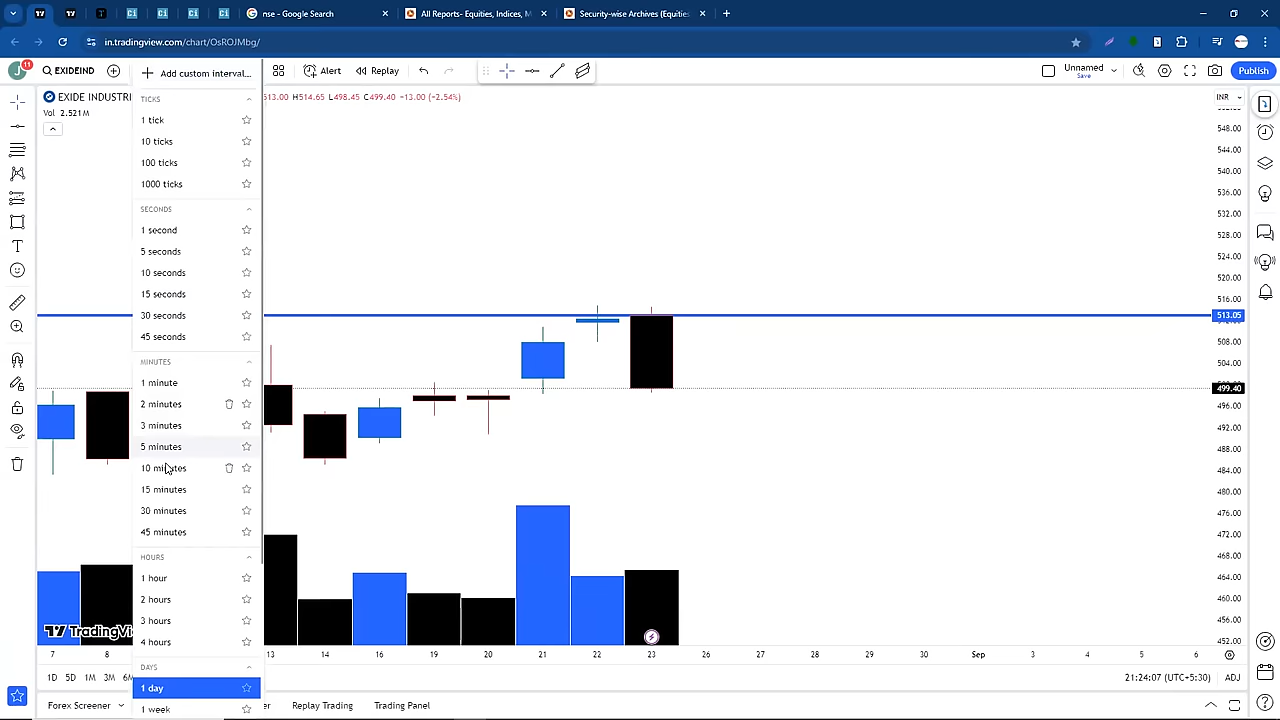 nse - Google Search
All Reports- Equities, Indices, M
Security-wise Archives (Equities
in.tradingview.com/chart/OsROJMbg/
11
J
EXIDEIND
Add custom interval...
Alert
Replay
Unnamed
Save
Publish
EXIDE INDUSTRI
513.00 H514.65 L498.45 C499.40 −13.00 (−2.54%)
INR
Vol 2.521 M
TICKS
1 tick
10 ticks
100 ticks
1000 ticks
SECONDS
1 second
5 seconds
10 seconds
15 seconds
30 seconds
45 seconds
MINUTES
1 minute
2 minutes
3 minutes
5 minutes
10 minutes
15 minutes
30 minutes
45 minutes
HOURS
1 hour
2 hours
3 hours
4 hours
DAYS
1 day
1 week
548.00
544.00
540.00
536.00
532.00
528.00
524.00
520.00
516.00
513.05
508.00
504.00
499.40
496.00
492.00
488.00
484.00
480.00
476.00
472.00
468.00
464.00
460.00
456.00
452.00
TradingVi
7 8 13 14 16 19 20 21 22 23 26 27 28 29 30 Sep 3 4 5 6
1D 5D 1M 3M 6M
21:24:07 (UTC+5:30) ADJ
Forex Screener
er
Replay Trading
Trading Panel